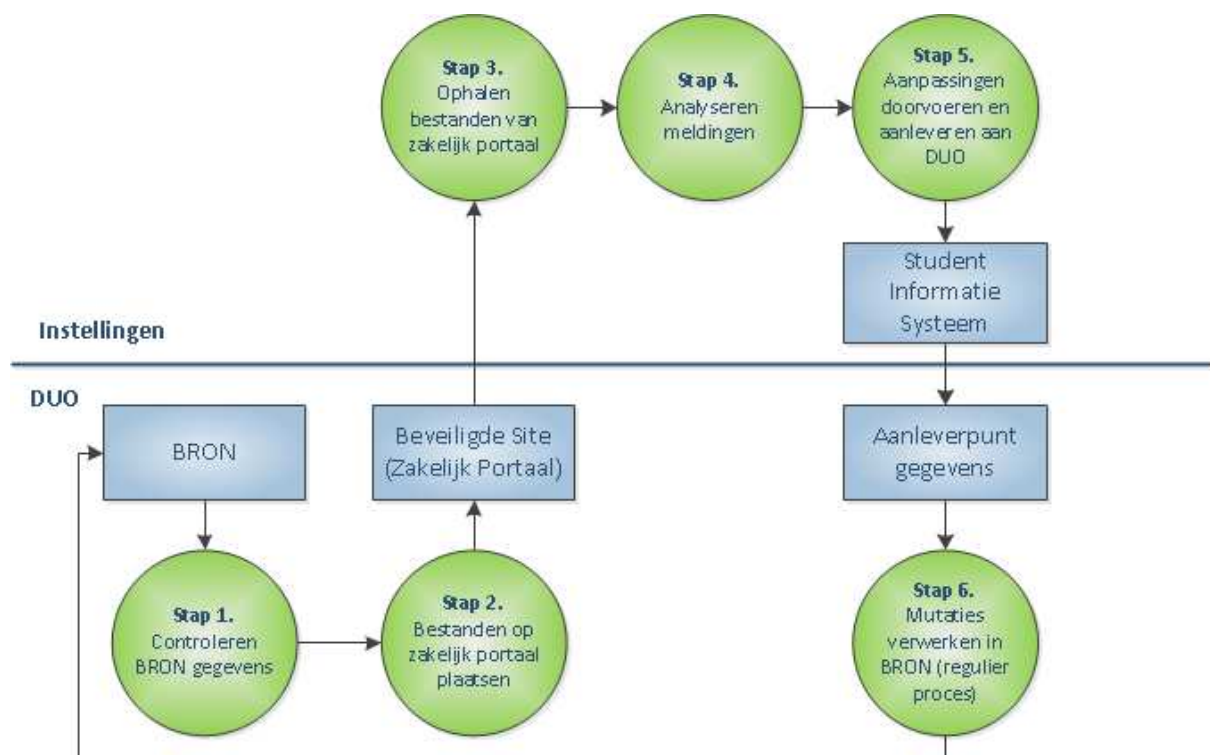 Stap 3.
Ophalen
bestanden van
zakelijk portaal
Stap 4.
Analyseren
meldingen
Stap 5.
Aanpassingen
doorvoeren en
aanleveren aan
DUO
Student
Informatie
Systeem
Instellingen
DUO
BRON
Beveiligde Site
(Zakelijk Portaal)
Aanleverpunt
gegevens
Stap 1.
Controleren
BRON gegevens
Stap 2.
Bestanden op
zakelijk portaal
plaatsen
Stap 6.
Mutaties
verwerken in
BRON (regulier
proces)